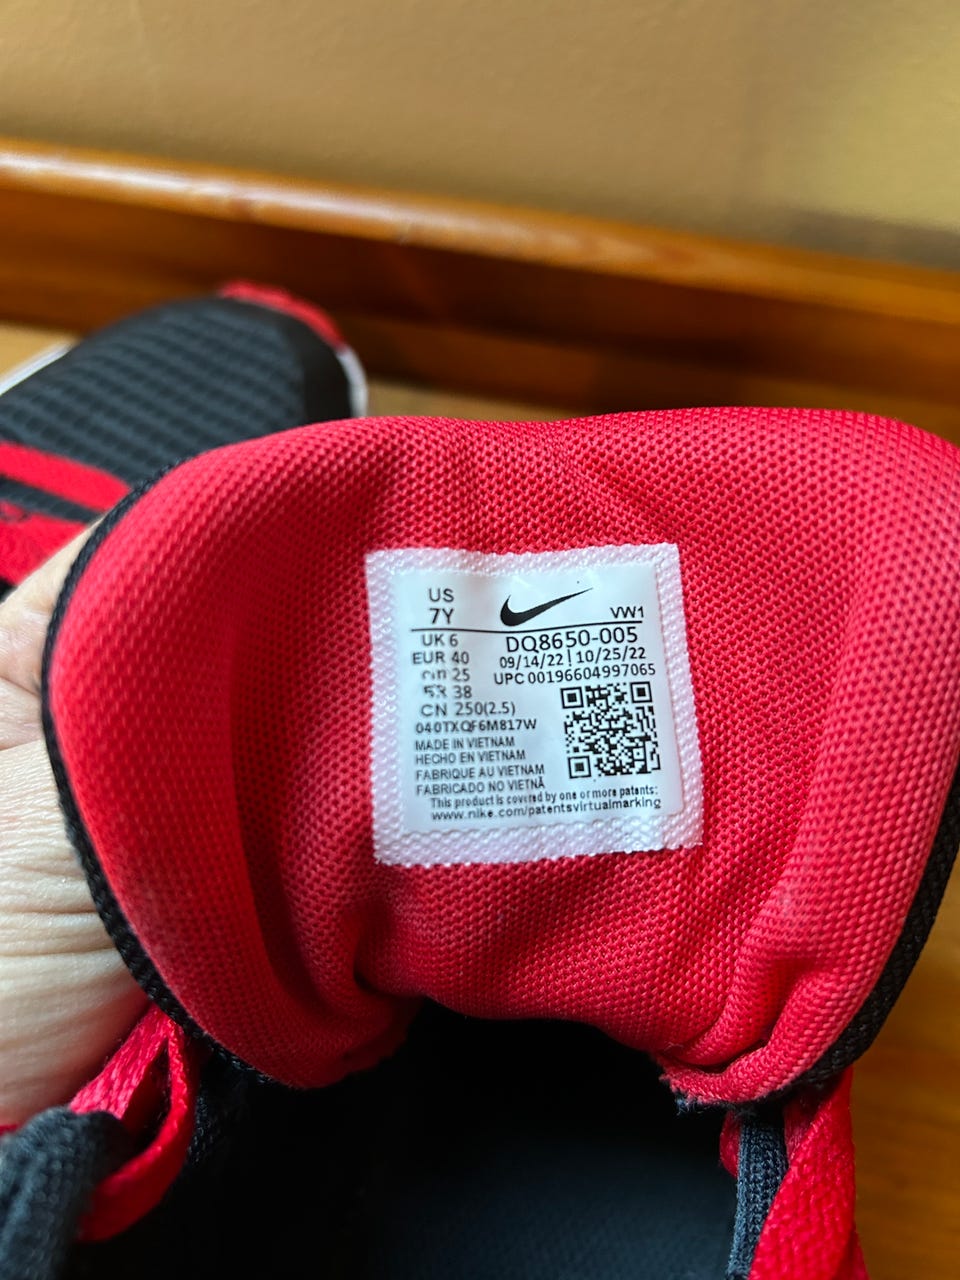 US
7Y
VW1
UK 6
DQ8650-005
EUR 40
09/14/22 | 10/25/22
25
UPC 00196604997065
38
CN 250(2.5)
040TXQF6M817W
MADE IN VIETNAM
HECHO EN VIETNAM
FABRIQUE AU VIETNAM
FABRICADO NO VIETNÃ
This product is covered by one or more patents:
www.nike.com/patentsvirtualmarking